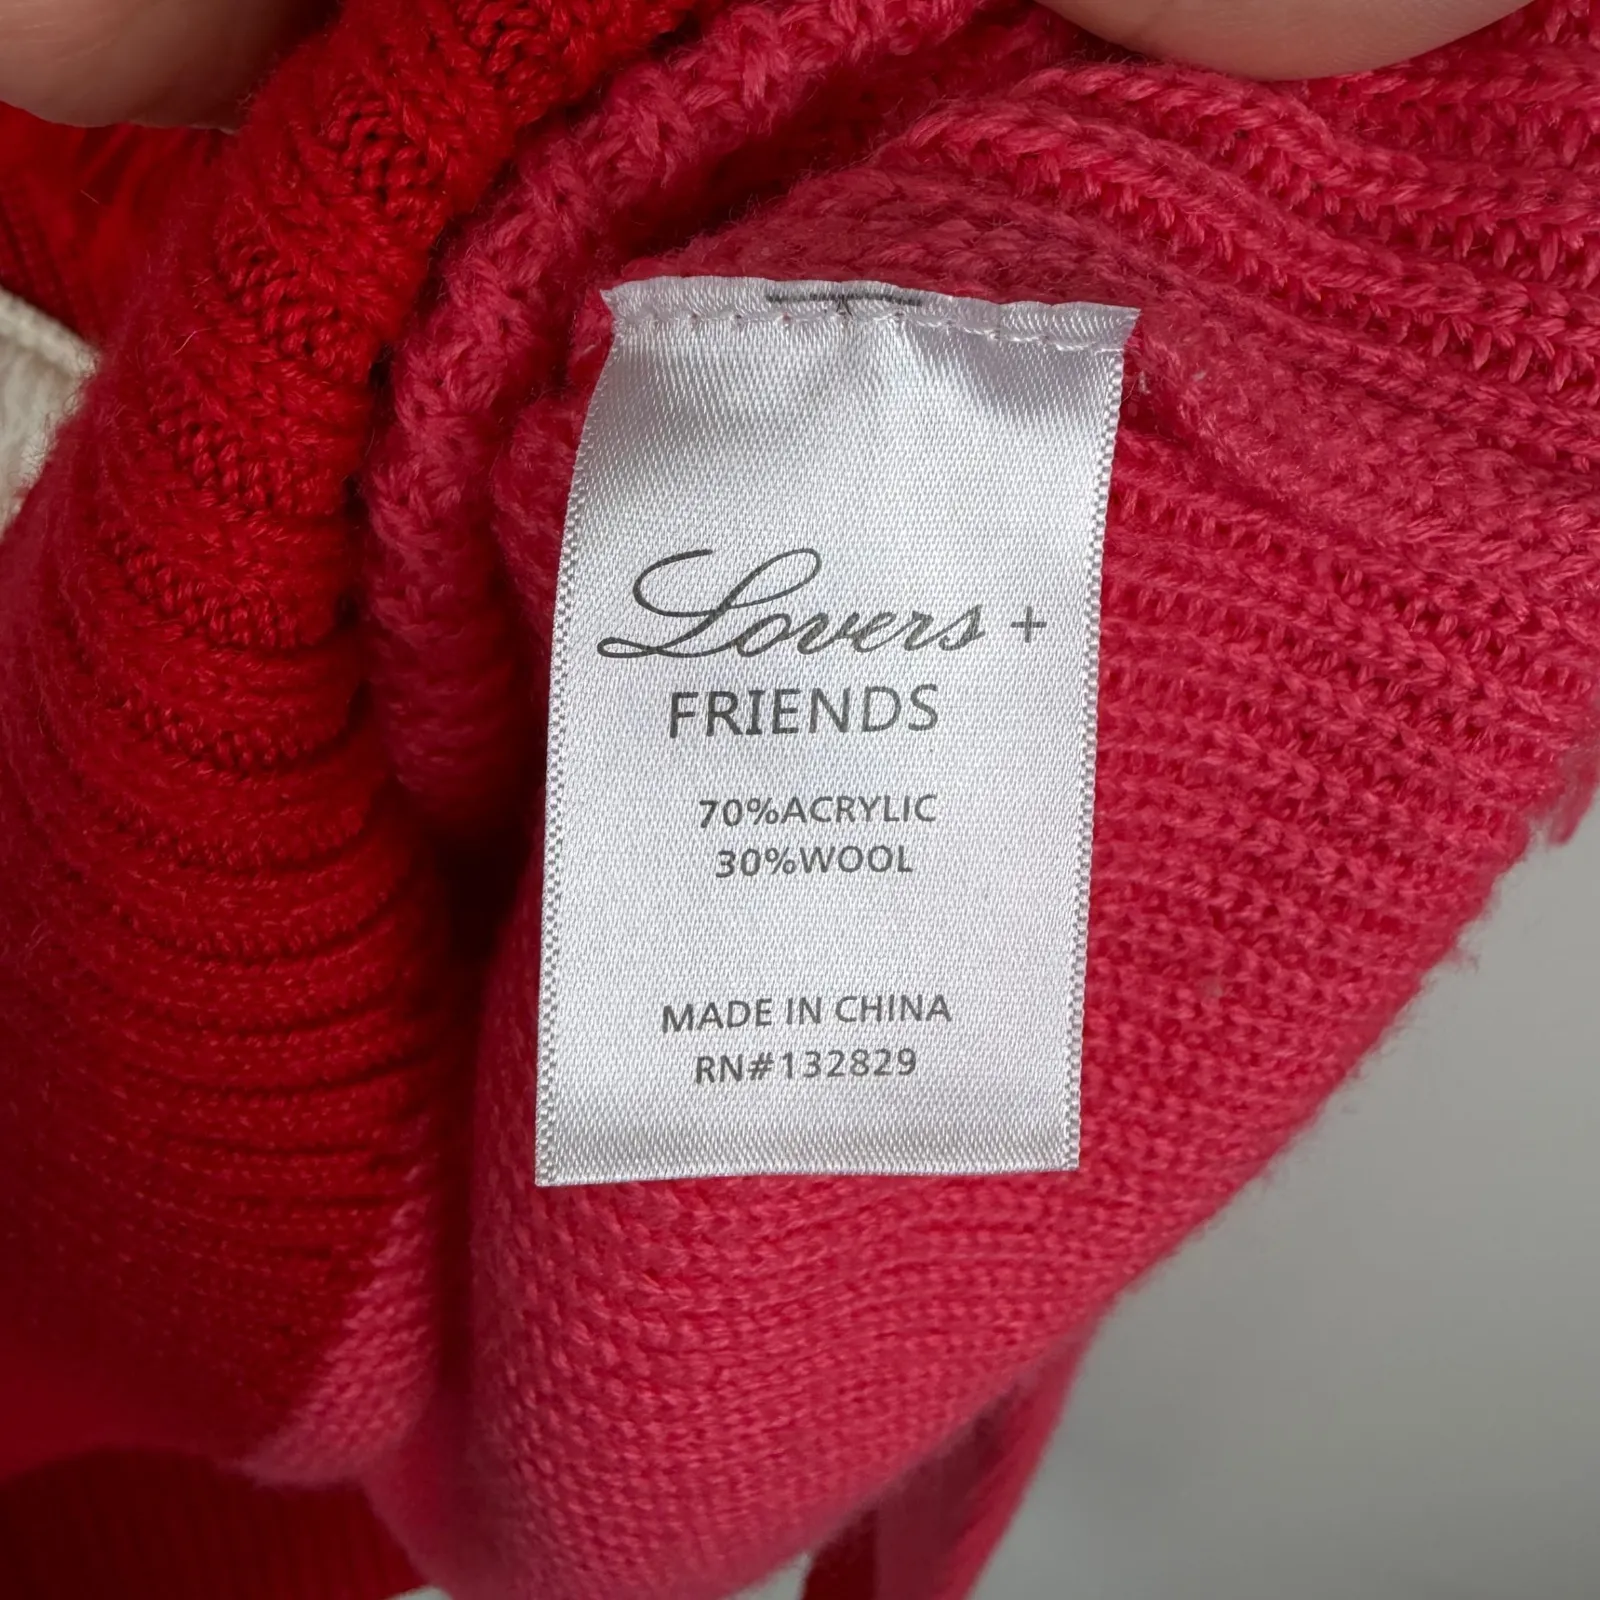 Lovers +
FRIENDS
70%ACRYLIC
30%WOOL
MADE IN CHINA
RN#132829